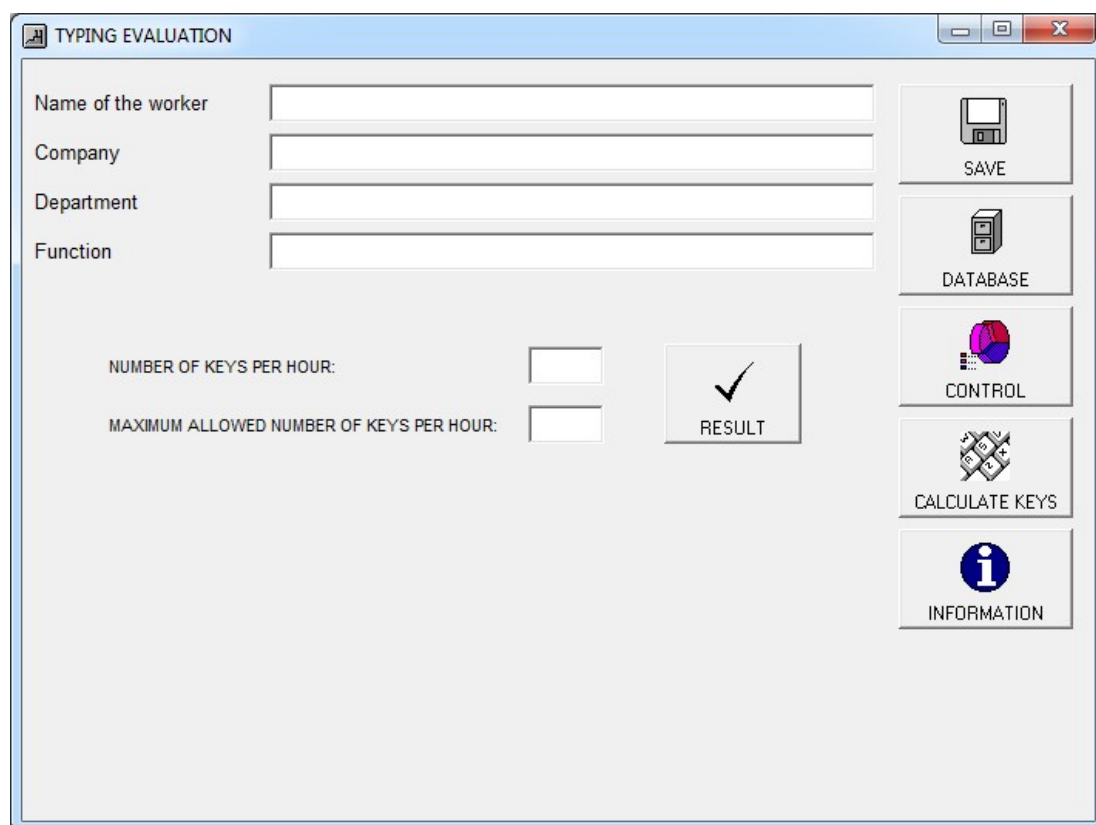 TYPING EVALUATION
Name of the worker
Company
Department
Function
NUMBER OF KEYS PER HOUR:
MAXIMUM ALLOWED NUMBER OF KEYS PER HOUR:
RESULT
SAVE
DATABASE
CONTROL
CALCULATE KEYS
INFORMATION